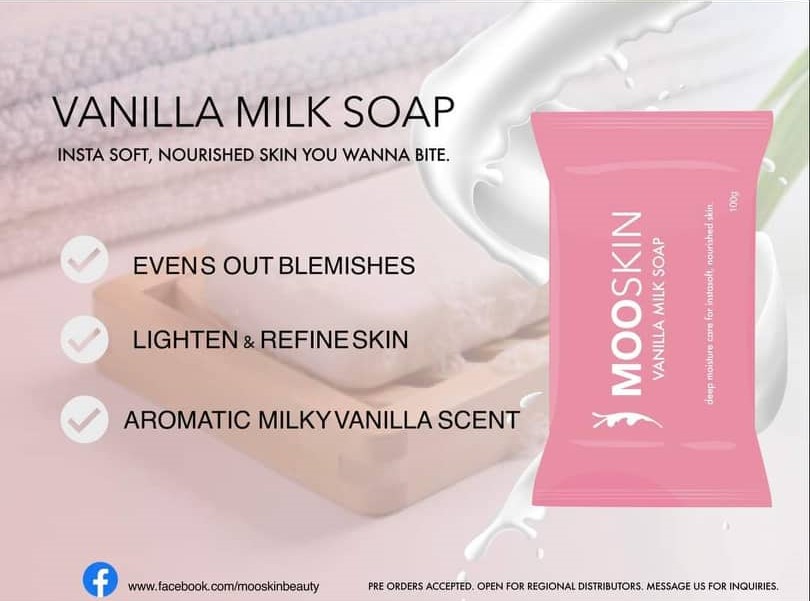 VANILLA MILK SOAP
INSTA SOFT, NOURISHED SKIN YOU WANNA BITE.
EVENS OUT BLEMISHES
LIGHTEN & REFINE SKIN
AROMATIC MILKY VANILLA SCENT
MOOSKIN
VANILLA MILK SOAP
deep moisture care for instasoft, nourished skin.
100g
www.facebook.com/mooskinbeauty
PRE ORDERS ACCEPTED. OPEN FOR REGIONAL DISTRIBUTORS. MESSAGE US FOR INQUIRIES.